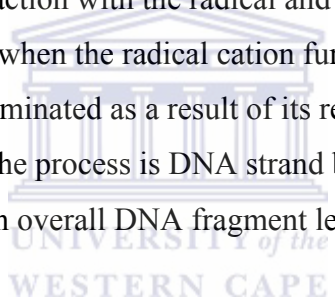 action with the radical and
when the radical cation fur
minated as a result of its re
he process is DNA strand b
n overall DNA fragment le
UNIVERSITY of the
WESTERN CAPE